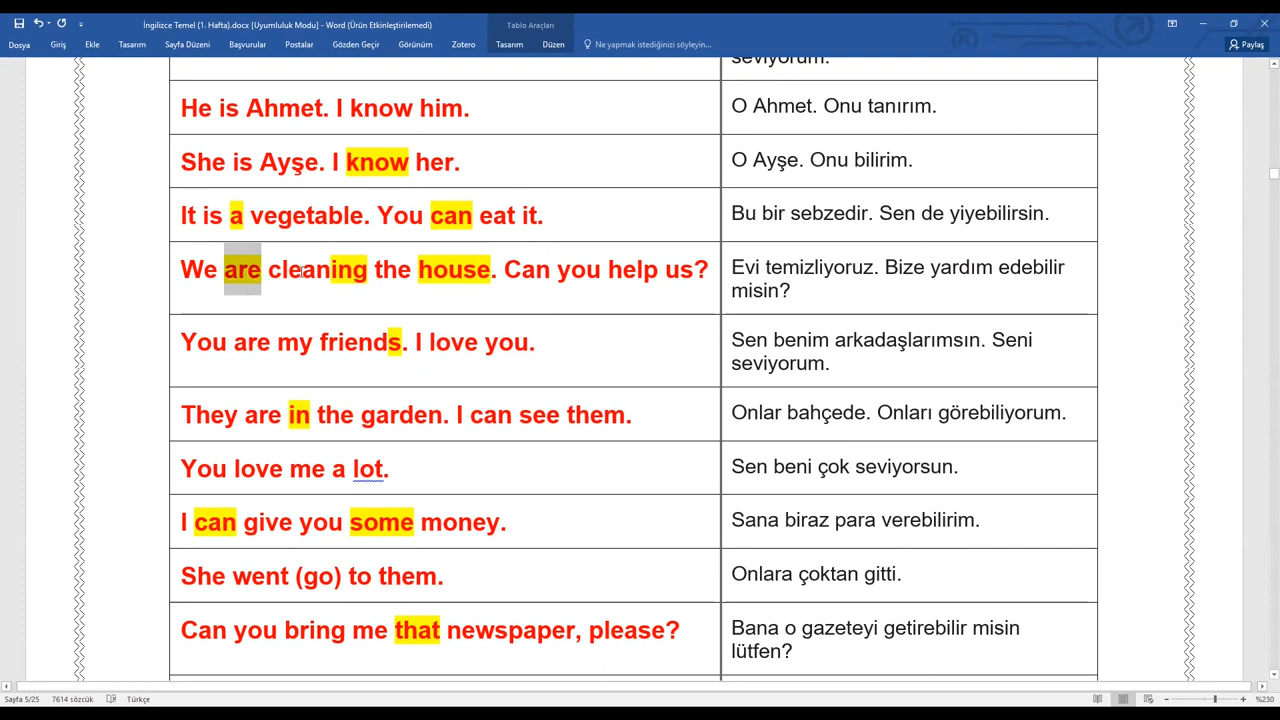 İngilizce Temel (1. Hafta).docx [Uyumluluk Modu] - Word (Ürün Etkinleştirilemedi)
Tablo Araçları
Dosya Giriş Ekle Tasarım Sayfa Düzeni Başvurular Postalar Gözden Geçir Görünüm Zotero Tasarım Düzen Ne yapmak istediğinizi söyleyin... Paylaş
seviyorum.
He is Ahmet. I know him.
O Ahmet. Onu tanırım.
She is Ayşe. I know her.
O Ayşe. Onu bilirim.
It is a vegetable. You can eat it.
Bu bir sebzedir. Sen de yiyebilirsin.
We are cleaning the house. Can you help us?
Evi temizliyoruz. Bize yardım edebilir
misin?
You are my friends. I love you.
Sen benim arkadaşlarımsın. Seni
seviyorum.
They are in the garden. I can see them.
Onlar bahçede. Onları görebiliyorum.
You love me a lot.
Sen beni çok seviyorsun.
I can give you some money.
Sana biraz para verebilirim.
She went (go) to them.
Onlara çoktan gitti.
Can you bring me that newspaper, please?
Bana o gazeteyi getirebilir misin
lütfen?
Sayfa 5/25 7614 sözcük Türkçe %230